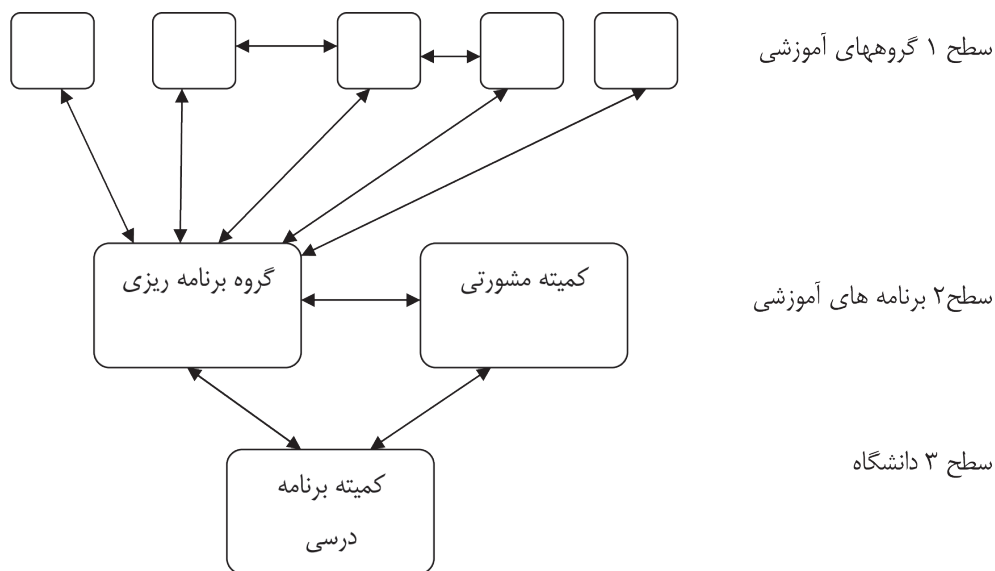 سطح ۱ گروههای آموزشی
سطح۲ برنامه های آموزشی
کمیته مشورتی
گروه برنامه ریزی
سطح ۳ دانشگاه
کمیته برنامه
درسی